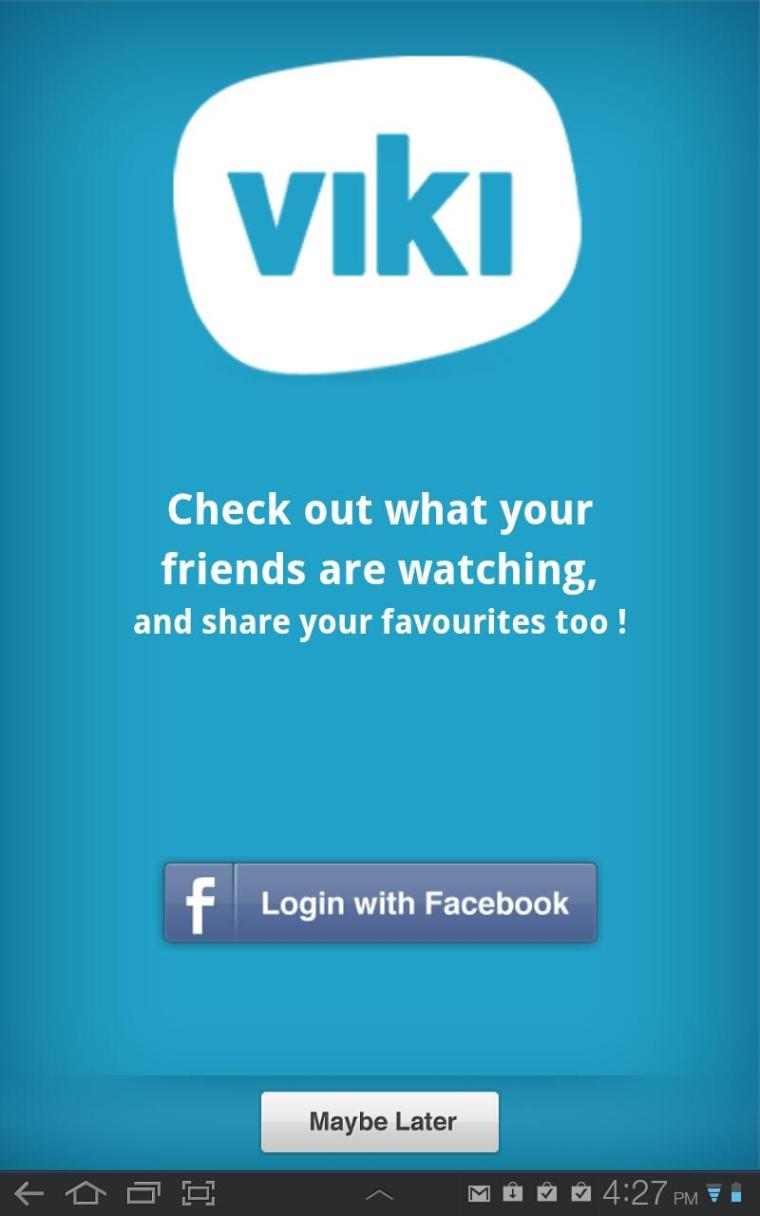 viki
Check out what your
friends are watching,
and share your favourites too !
f Login with Facebook
Maybe Later
4:27 PM